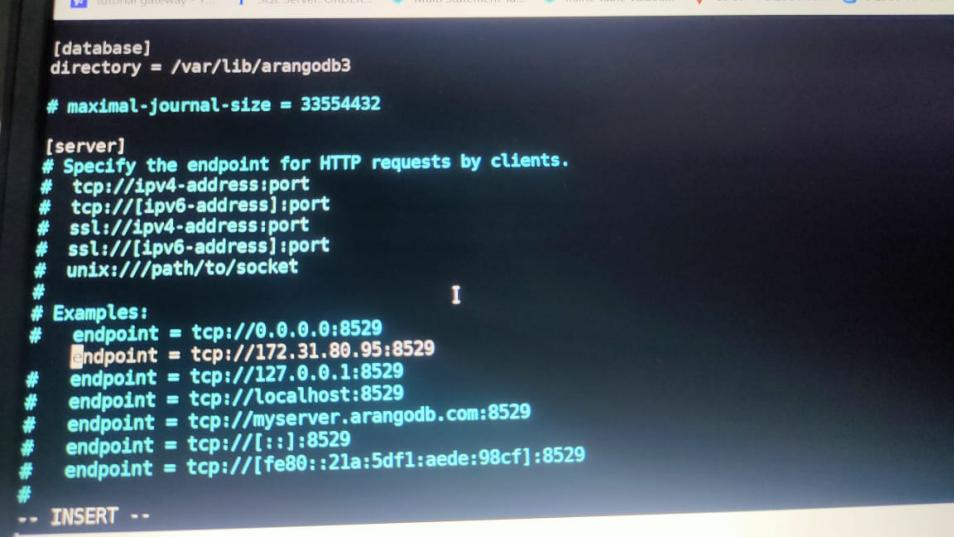 [database]
directory = /var/lib/arangodb3
# maximal-journal-size = 33554432
[server]
# Specify the endpoint for HTTP requests by clients.
#  tcp://ipv4-address:port
#  tcp://[ipv6-address]:port
#  ssl://ipv4-address:port
#  ssl://[ipv6-address]:port
#  unix:///path/to/socket
#
# Examples:
#   endpoint = tcp://0.0.0.0:8529
    endpoint = tcp://172.31.80.95:8529
#   endpoint = tcp://127.0.0.1:8529
#   endpoint = tcp://localhost:8529
#   endpoint = tcp://myserver.arangodb.com:8529
#   endpoint = tcp://[::]:8529
#   endpoint = tcp://[fe80::21a:5df1:aede:98cf]:8529
#
-- INSERT --